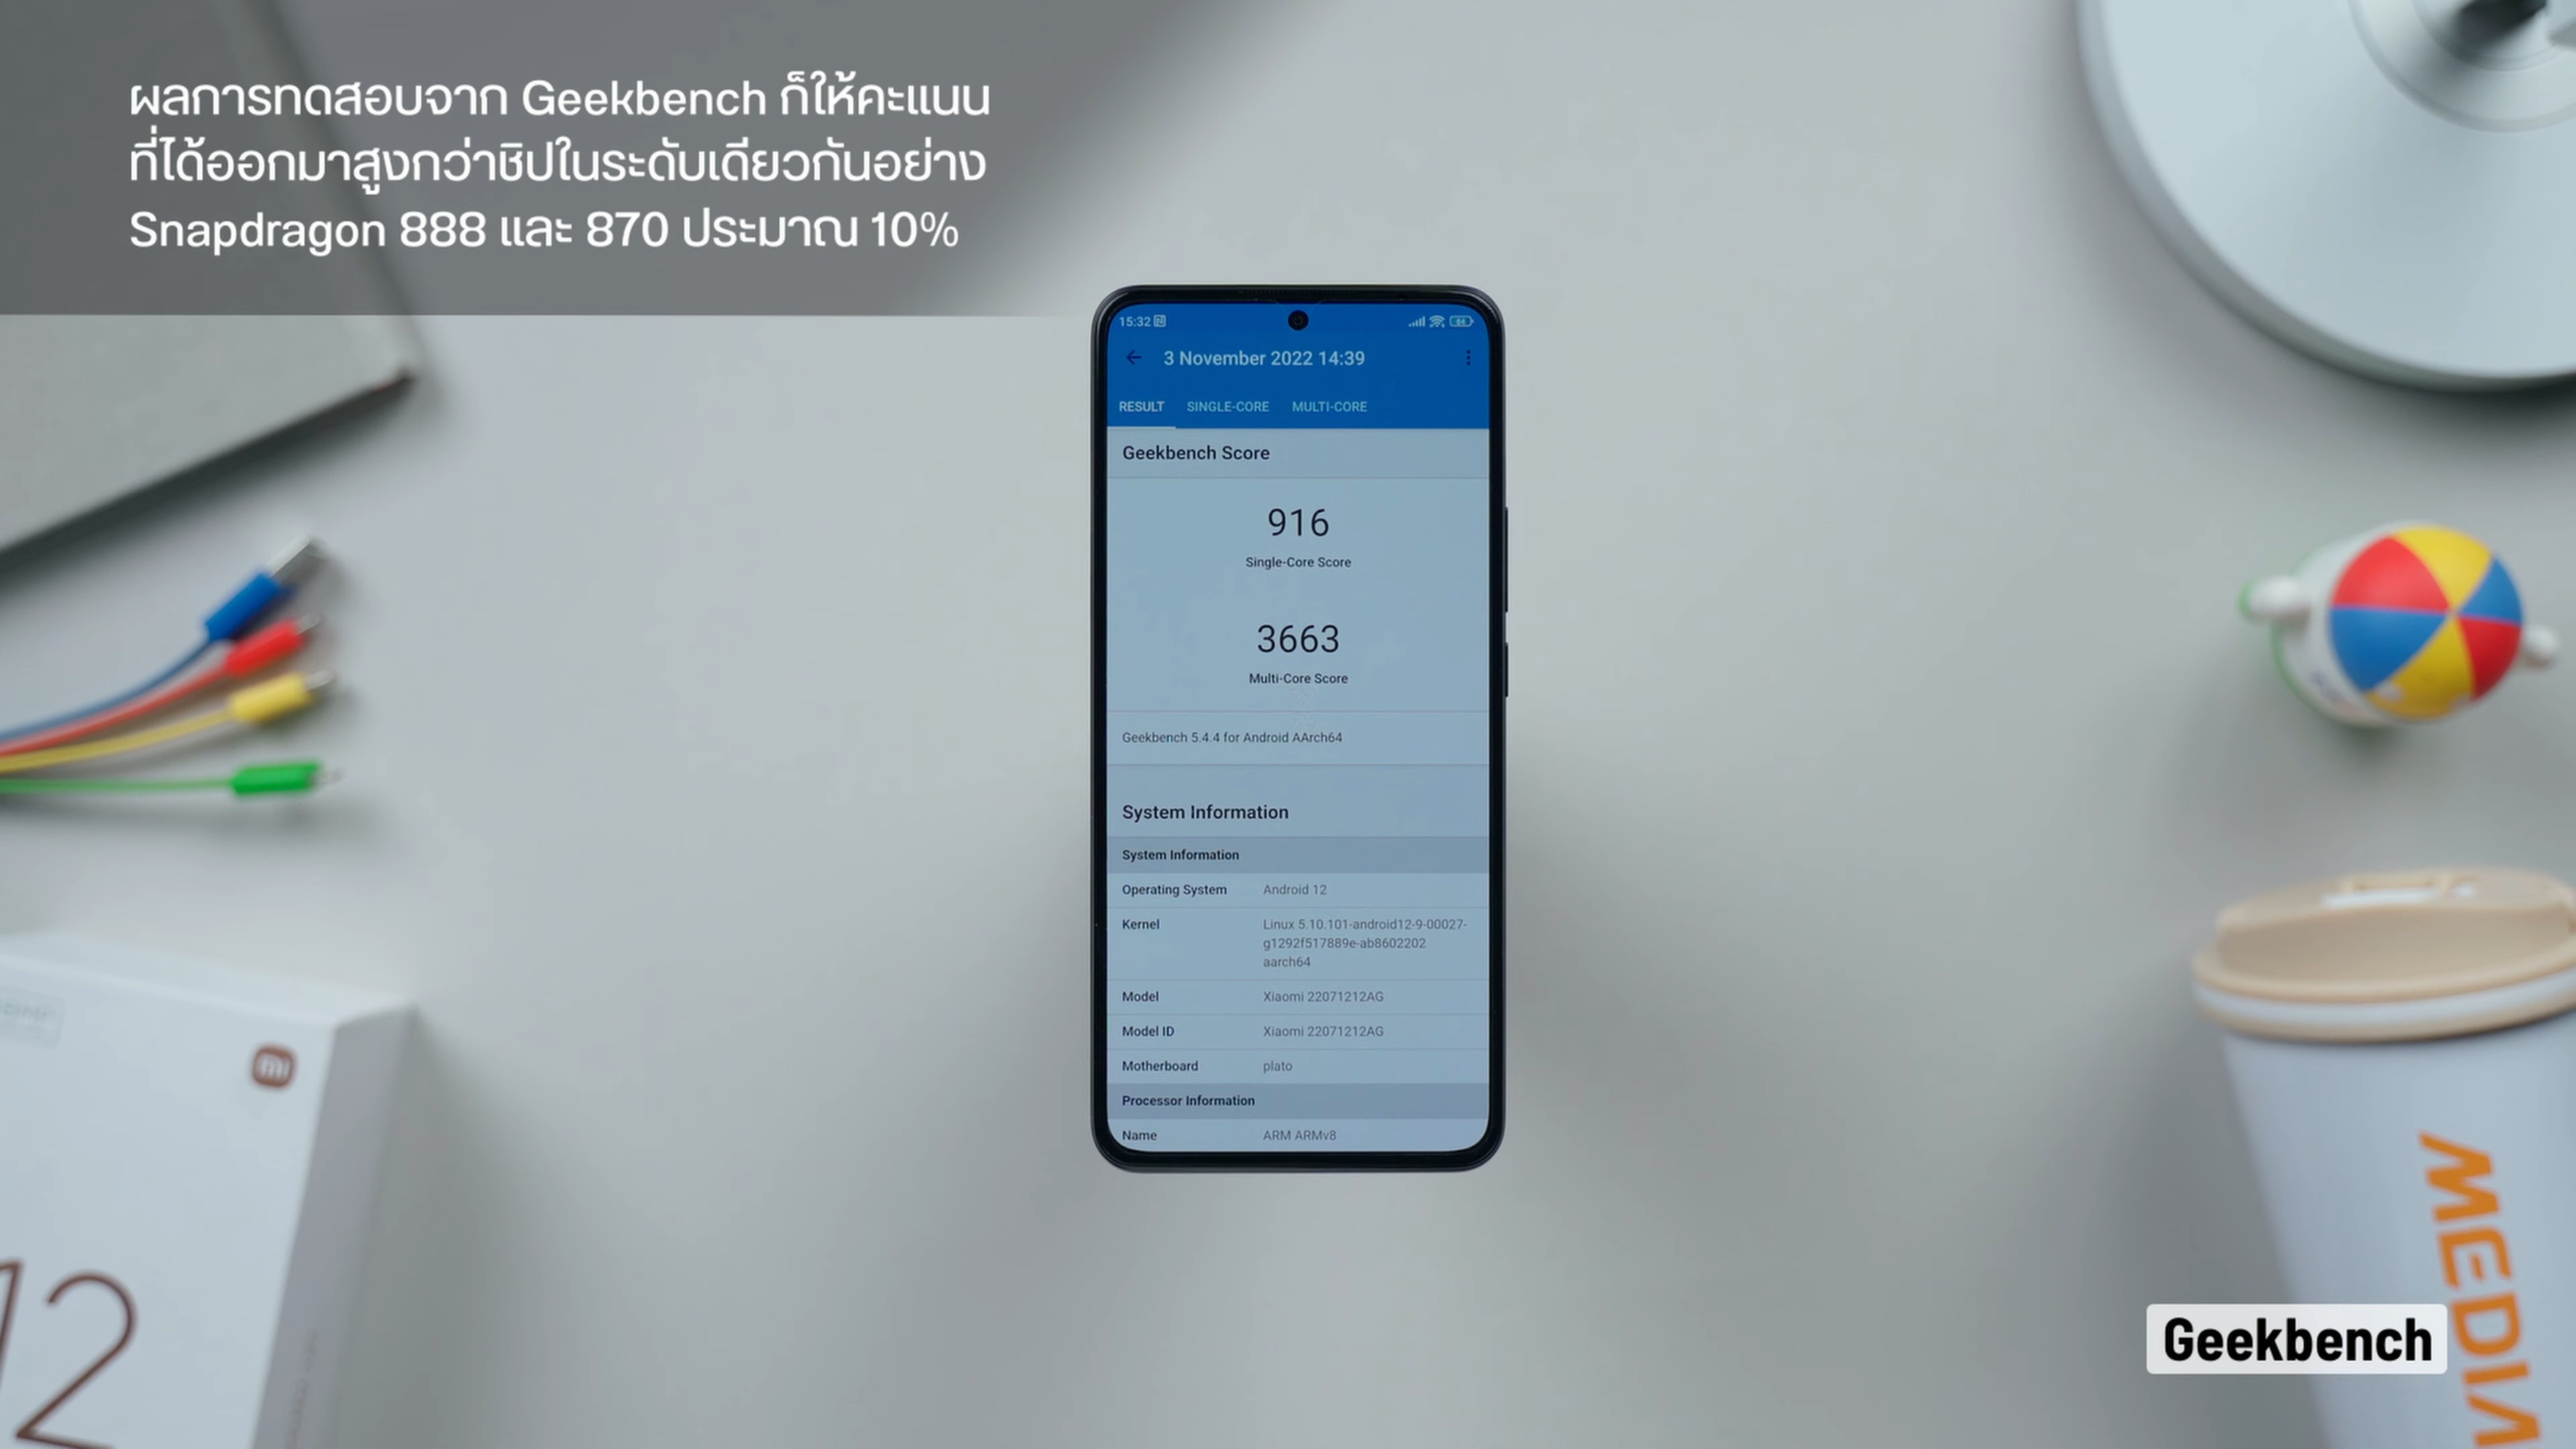 ผลการทดสอบจาก Geekbench ก็ให้คะแนน
ที่ได้ออกมาสูงกว่าชิปในระดับเดียวกันอย่าง
Snapdragon 888 และ 870 ประมาณ 10%
15:32
84
3 November 2022 14:39
RESULT SINGLE-CORE MULTI-CORE
Geekbench Score
916
Single-Core Score
3663
Multi-Core Score
Geekbench 5.4.4 for Android AArch64
System Information
System Information
Operating System Android 12
Kernel Linux 5.10.101-android12-9-00027-
g1292f517889e-ab8602202
aarch64
Model Xiaomi 22071212AG
Model ID Xiaomi 22071212AG
Motherboard plato
Processor Information
Name ARM ARMv8
mi
12
MEDIA
Geekbench